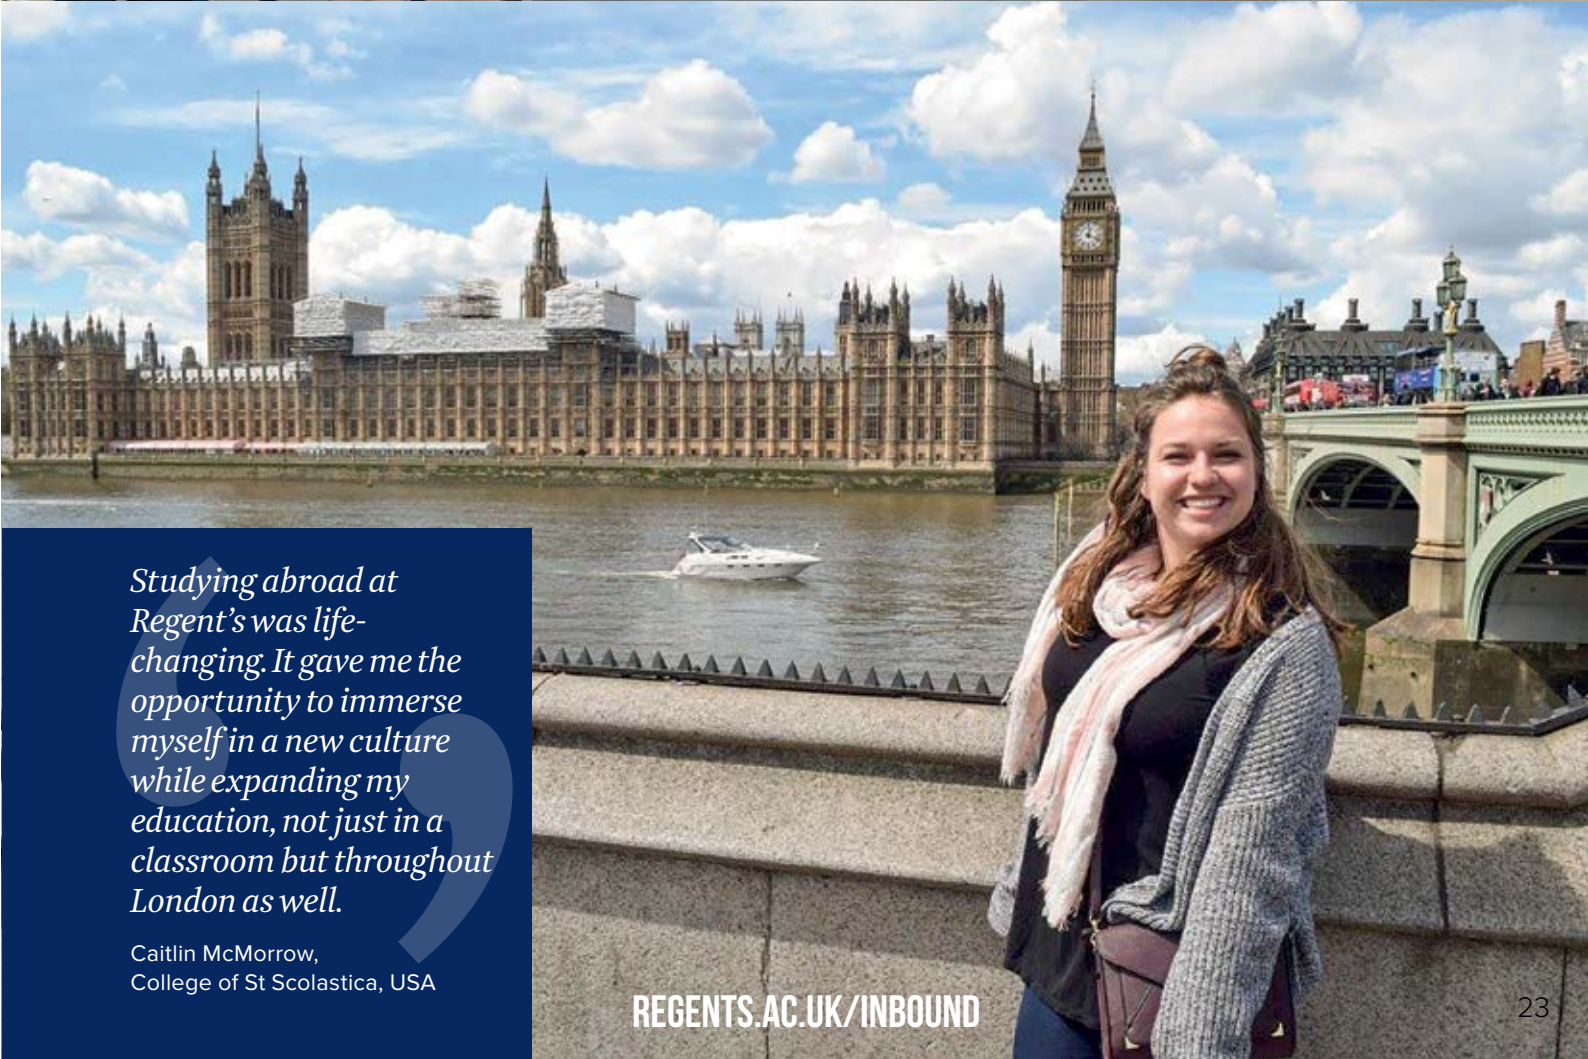 Studying abroad at
Regent’s was life-
changing. It gave me the
opportunity to immerse
myself in a new culture
while expanding my
education, not just in a
classroom but throughout
London as well.
Caitlin McMorrow,
College of St Scolastica, USA
REGENTS.AC.UK/INBOUND
23